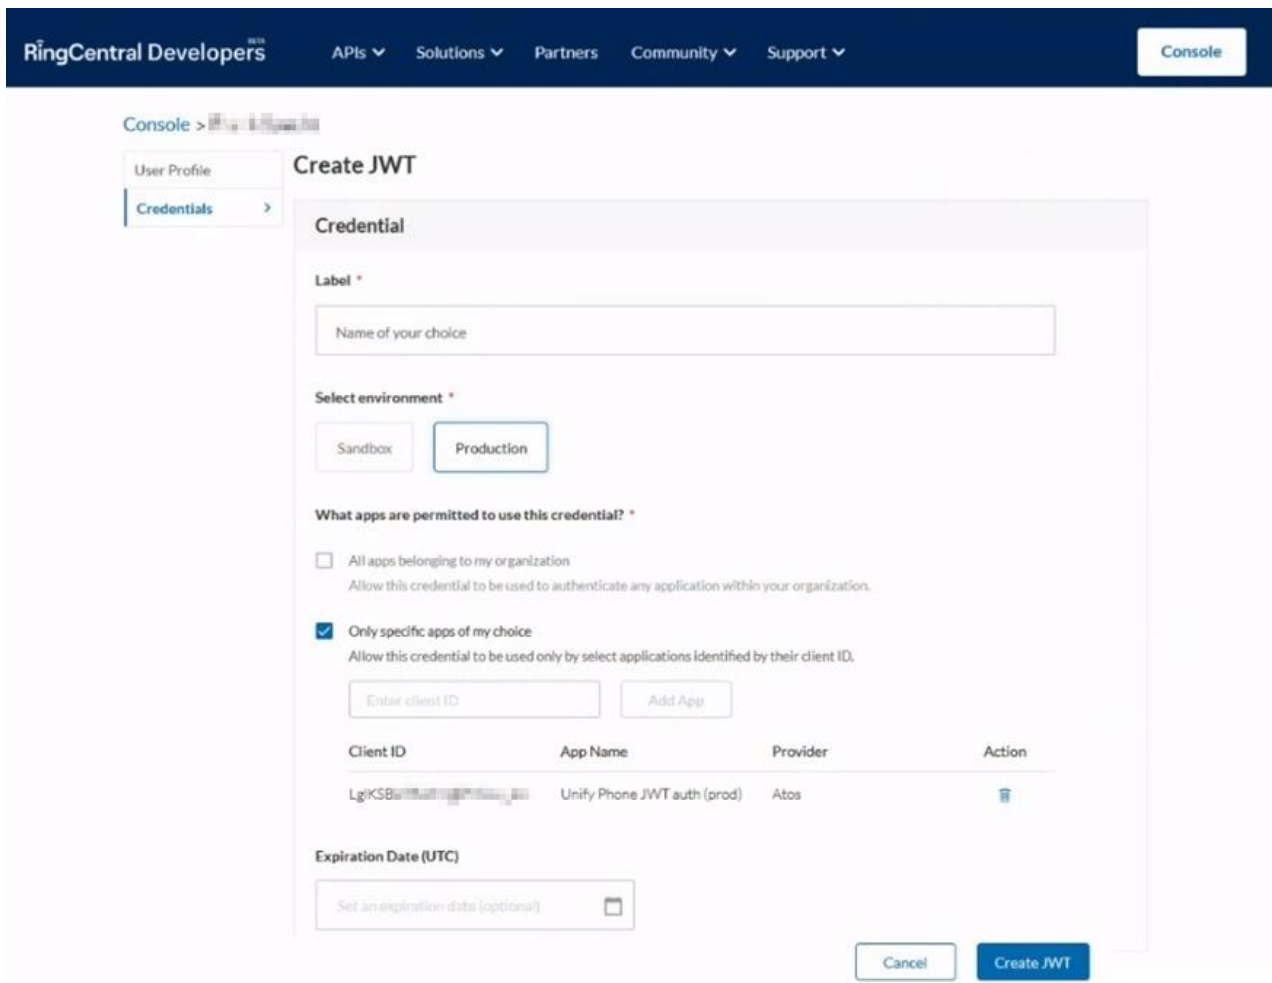 RingCentral Developers BETA
APIs Solutions Partners Community Support Console
Console >
User Profile
Credentials >
Create JWT
Credential
Label *
Name of your choice
Select environment *
Sandbox Production
What apps are permitted to use this credential? *
All apps belonging to my organization
Allow this credential to be used to authenticate any application within your organization.
Only specific apps of my choice
Allow this credential to be used only by select applications identified by their client ID.
Enter client ID Add App
Client ID App Name Provider Action
Unify Phone JWT auth (prod) Atos
Expiration Date (UTC)
Set an expiration date (optional)
Cancel Create JWT